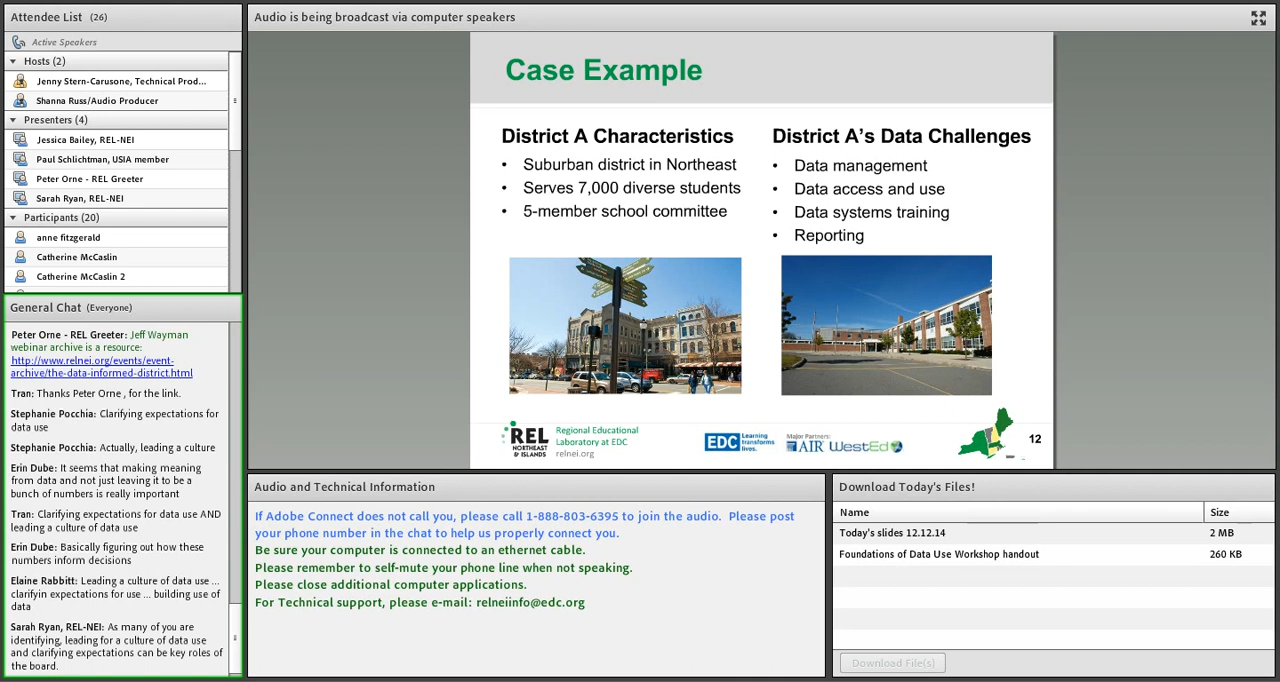 Attendee List (26)
Active Speakers
Hosts (2)
Jenny Stern-Carusone, Technical Prod...
Shanna Russ/Audio Producer
Presenters (4)
Jessica Bailey, REL-NEI
Paul Schlichtman, USIA member
Peter Orne - REL Greeter
Sarah Ryan, REL-NEI
Participants (20)
anne fitzgerald
Catherine McCaslin
Catherine McCaslin 2
General Chat (Everyone)
Peter Orne - REL Greeter: Jeff Wayman
webinar archive is a resource:
http://www.relnei.org/events/event-
archive/the-data-informed-district.html
Tran: Thanks Peter Orne , for the link.
Stephanie Pocchia: Clarifying expectations for
data use
Stephanie Pocchia: Actually, leading a culture
Erin Dube: It seems that making meaning
from data and not just leaving it to be a
bunch of numbers is really important
Tran: Clarifying expectations for data use AND
leading a culture of data use
Erin Dube: Basically figuring out how these
numbers inform decisions
Elaine Rabbitt: Leading a culture of data use ...
clarifyin expectations for use ... building use of
data
Sarah Ryan, REL-NEI: As many of you are
identifying, leading for a culture of data use
and clarifying expectations can be key roles of
the board.
Audio is being broadcast via computer speakers
Case Example
District A Characteristics
• Suburban district in Northeast
• Serves 7,000 diverse students
• 5-member school committee
District A's Data Challenges
• Data management
• Data access and use
• Data systems training
• Reporting
REL
NORTHEAST
& ISLANDS
Regional Educational
Laboratory at EDC
relnei.org
EDC
Learning
transforms
lives.
Major Partners:
AIR WestEd
12
Audio and Technical Information
If Adobe Connect does not call you, please call 1-888-803-6395 to join the audio.  Please post
your phone number in the chat to help us properly connect you.
Be sure your computer is connected to an ethernet cable.
Please remember to self-mute your phone line when not speaking.
Please close additional computer applications.
For Technical support, please e-mail: relneiinfo@edc.org
Download Today's Files!
Name Size
Today's slides 12.12.14 2 MB
Foundations of Data Use Workshop handout 260 KB
Download File(s)